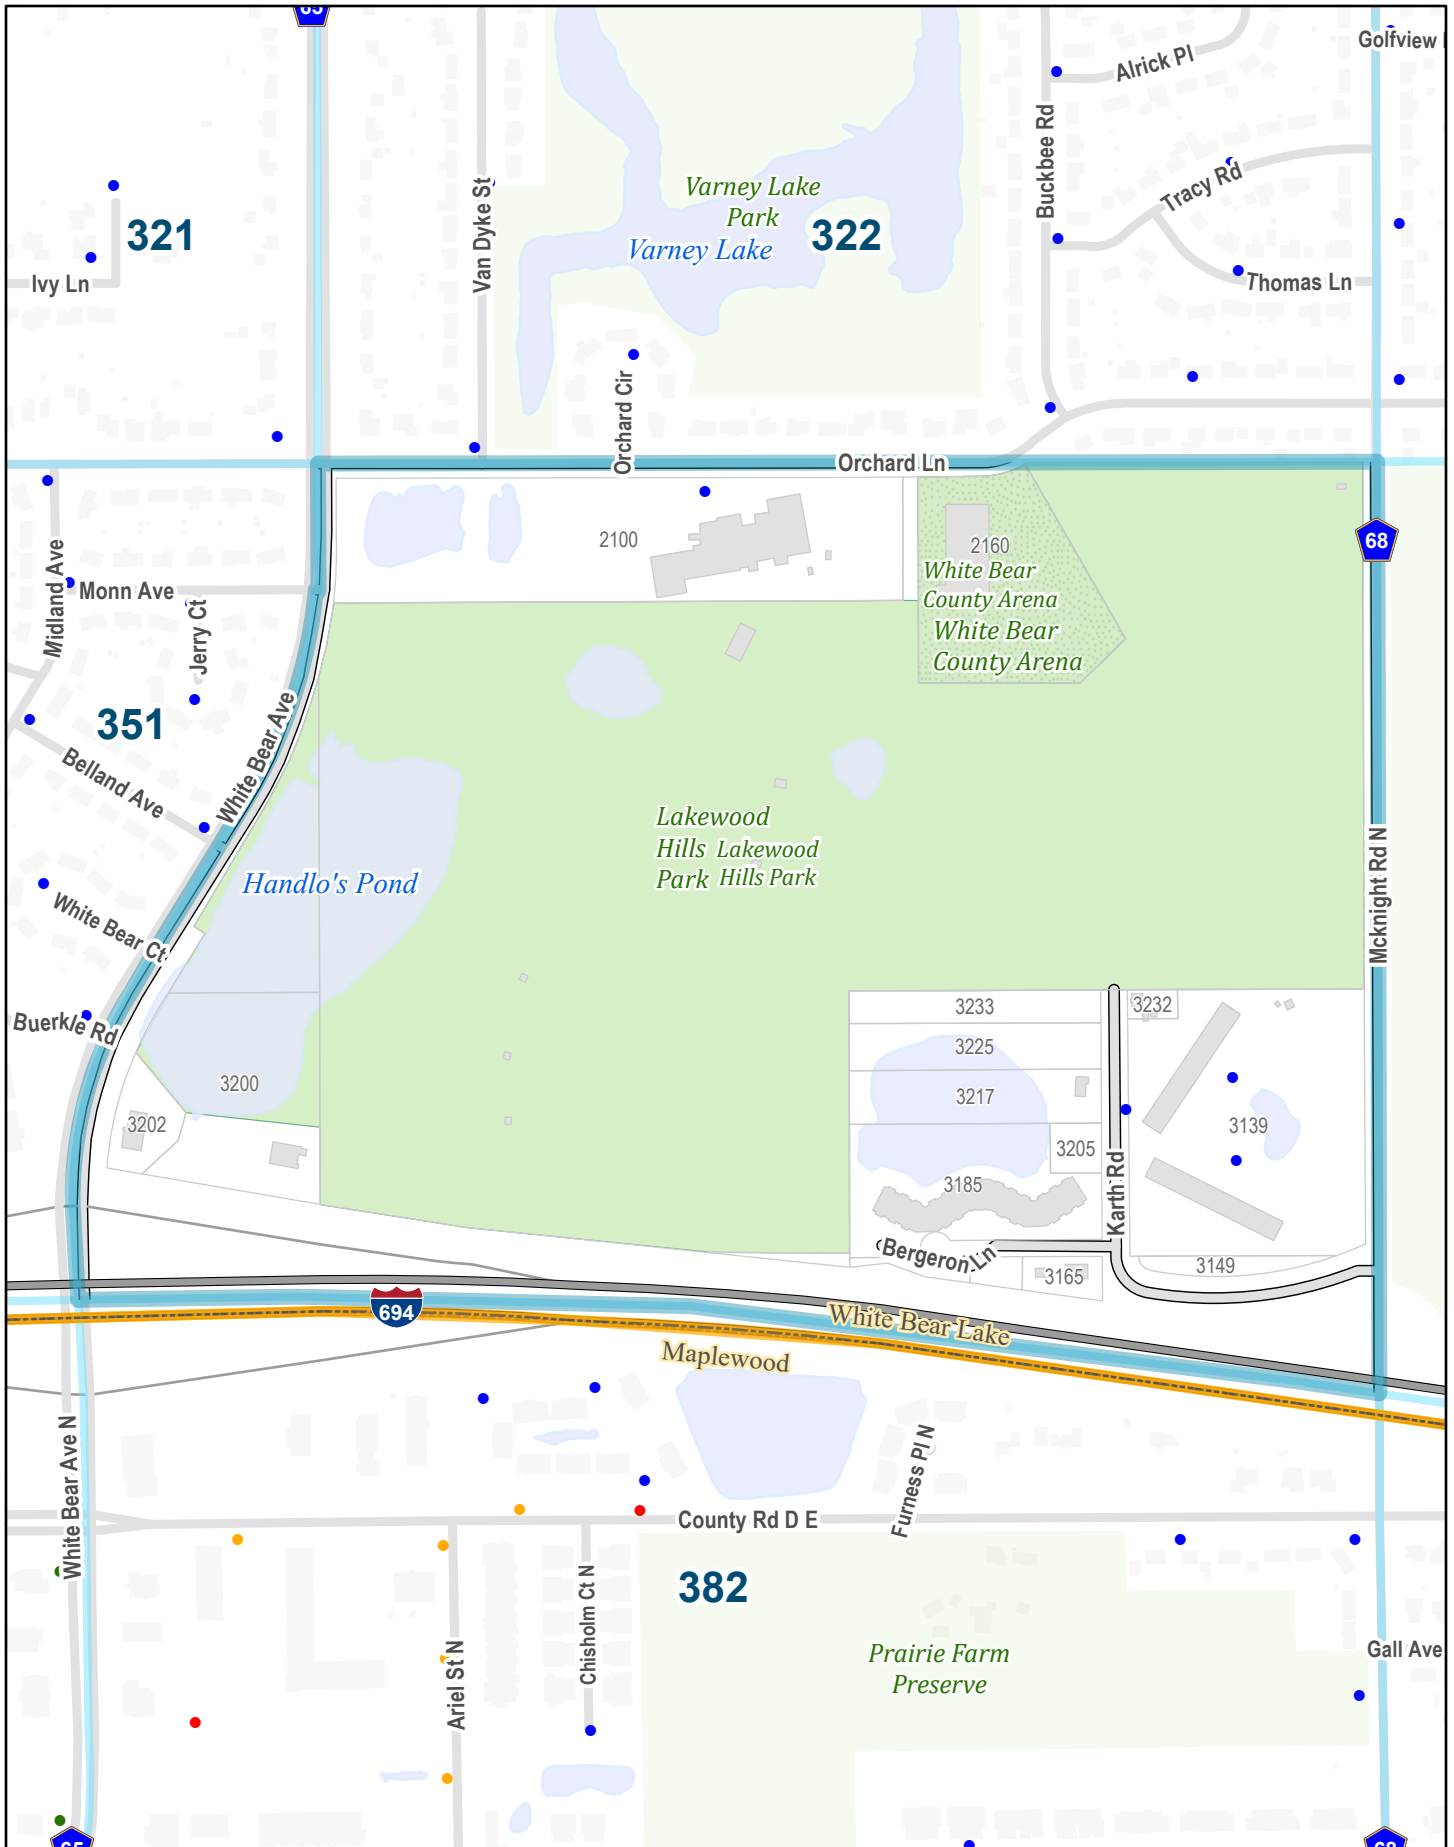 65
Golfview
Alrick Pl
Buckbee Rd
Tracy Rd
Van Dyke St
Varney Lake
Park
321
322
Varney Lake
Ivy Ln
Thomas Ln
Orchard Cir
Orchard Ln
2100
2160
68
White Bear
County Arena
White Bear
County Arena
Midland Ave
Monn Ave
Jerry Ct
351
White Bear Ave
Belland Ave
Lakewood
Hills
Park
Lakewood
Hills Park
Handlo's Pond
Mcknight Rd N
White Bear Ct
3233
3232
Buerkle Rd
3225
3200
3217
3202
3139
3205
3185
Karth Rd
Bergeron Ln
3165
3149
694
White Bear Lake
Maplewood
White Bear Ave N
Furness Pl N
County Rd D E
382
Chisholm Ct N
Ariel St N
Prairie Farm
Preserve
Gall Ave
65
68